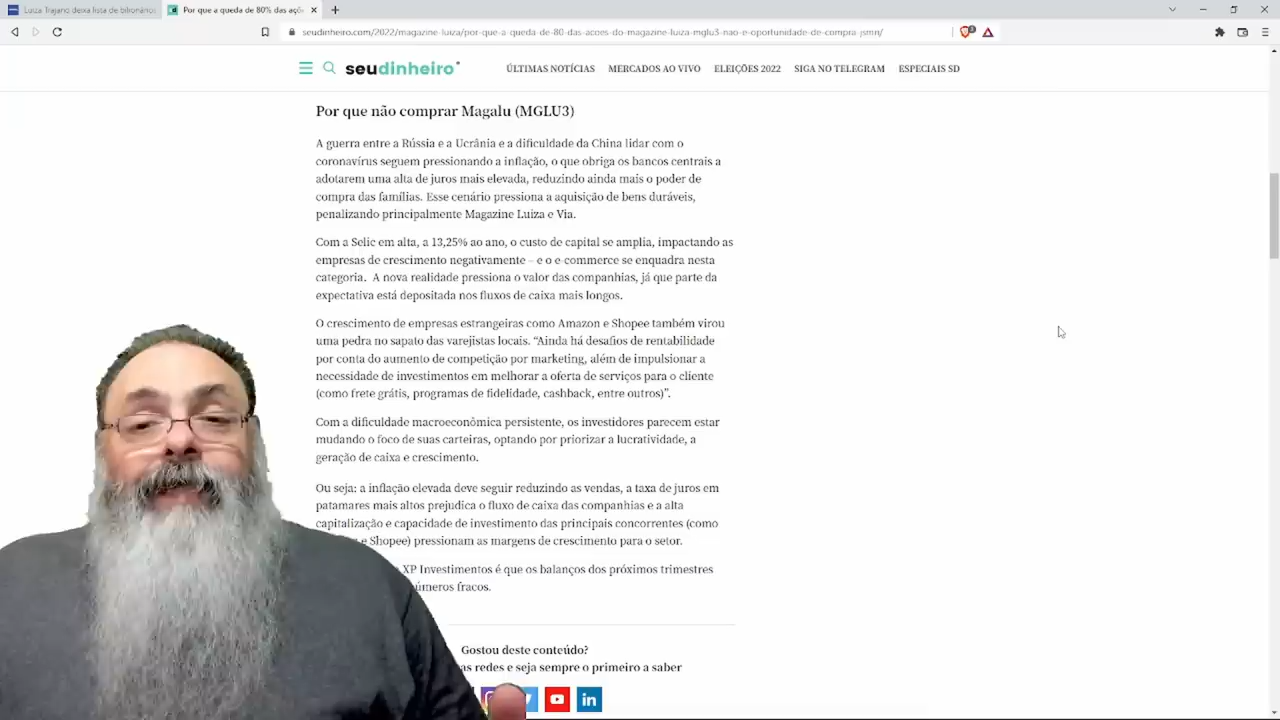 Luiza Trajano deixa lista de bilionários
Por que a queda de 80% das açõ
seudinheiro.com/2022/magazine-luiza/por-que-a-queda-de-80-das-acoes-do-magazine-luiza-mglu3-nao-e-oportunidade-de-compra-jsmn/
seudinheiro
ÚLTIMAS NOTÍCIAS MERCADOS AO VIVO ELEIÇÕES 2022 SIGA NO TELEGRAM ESPECIAIS SD
Por que não comprar Magalu (MGLU3)
A guerra entre a Rússia e a Ucrânia e a dificuldade da China lidar com o
coronavírus seguem pressionando a inflação, o que obriga os bancos centrais a
adotarem uma alta de juros mais elevada, reduzindo ainda mais o poder de
compra das famílias. Esse cenário pressiona a aquisição de bens duráveis,
penalizando principalmente Magazine Luiza e Via.
Com a Selic em alta, a 13,25% ao ano, o custo de capital se amplia, impactando as
empresas de crescimento negativamente – e o e-commerce se enquadra nesta
categoria. A nova realidade pressiona o valor das companhias, já que parte da
expectativa está depositada nos fluxos de caixa mais longos.
O crescimento de empresas estrangeiras como Amazon e Shopee também virou
uma pedra no sapato das varejistas locais. “Ainda há desafios de rentabilidade
por conta do aumento de competição por marketing, além de impulsionar a
necessidade de investimentos em melhorar a oferta de serviços para o cliente
(como frete grátis, programas de fidelidade, cashback, entre outros)”.
Com a dificuldade macroeconômica persistente, os investidores parecem estar
mudando o foco de suas carteiras, optando por priorizar a lucratividade, a
geração de caixa e crescimento.
Ou seja: a inflação elevada deve seguir reduzindo as vendas, a taxa de juros em
patamares mais altos prejudica o fluxo de caixa das companhias e a alta
capitalização e capacidade de investimento das principais concorrentes (como
e Shopee) pressionam as margens de crescimento para o setor.
XP Investimentos é que os balanços dos próximos trimestres
números fracos.
Gostou deste conteúdo?
redes e seja sempre o primeiro a saber
in